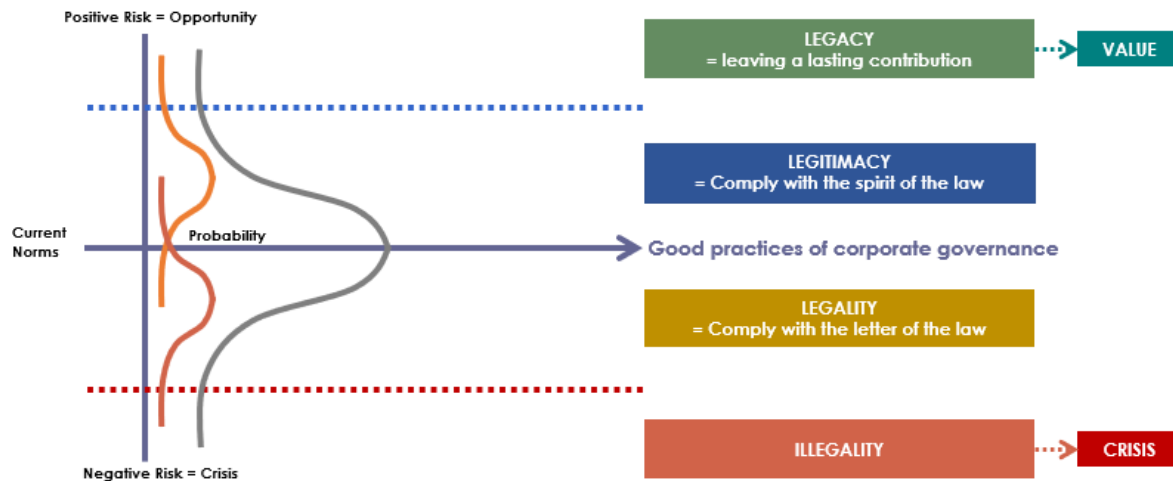 Positive Risk = Opportunity
LEGACY
= leaving a lasting contribution
VALUE
LEGITIMACY
= Comply with the spirit of the law
Current
Norms
Probability
Good practices of corporate governance
LEGALITY
= Comply with the letter of the law
ILLEGALITY
CRISIS
Negative Risk = Crisis